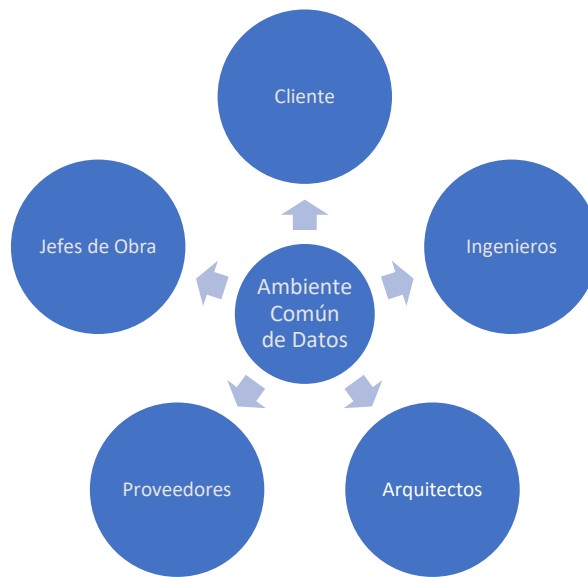 Cliente
Jefes de Obra
Ingenieros
Ambiente
Común
de Datos
Proveedores
Arquitectos